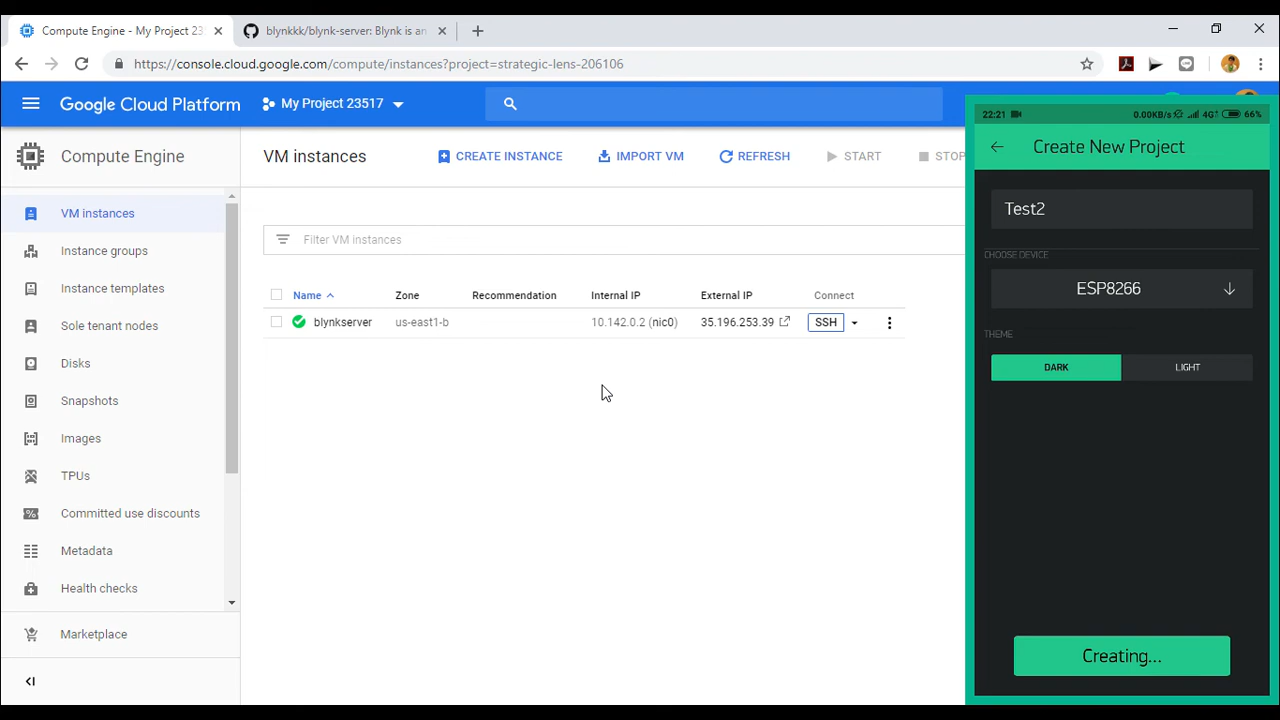 Compute Engine - My Project 23
blynkkk/blynk-server: Blynk is an
https://console.cloud.google.com/compute/instances?project=strategic-lens-206106
Google Cloud Platform
My Project 23517
Compute Engine
VM instances
CREATE INSTANCE
IMPORT VM
REFRESH
START
STOP
VM instances
Instance groups
Instance templates
Sole tenant nodes
Disks
Snapshots
Images
TPUs
Committed use discounts
Metadata
Health checks
Marketplace
Filter VM instances
Name Zone Recommendation Internal IP External IP Connect
blynkserver us-east1-b 10.142.0.2 (nic0) 35.196.253.39 SSH
22:21 0.00KB/s 4G+ 66%
Create New Project
Test2
CHOOSE DEVICE
ESP8266
THEME
DARK LIGHT
Creating...